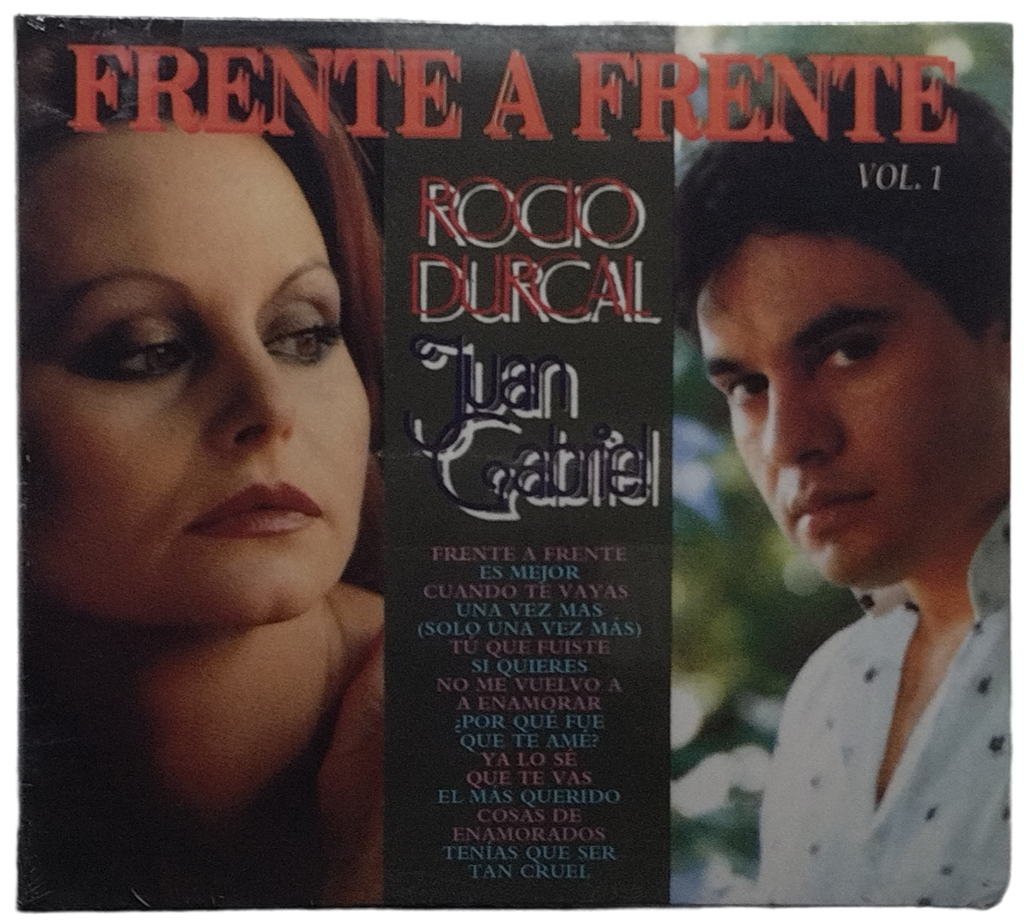 FRENTE A FRENTE
VOL. 1
ROCIO
DURCAL
Juan
Gabriel
FRENTE A FRENTE
ES MEJOR
CUANDO TE VAYAS
UNA VEZ MAS
(SOLO UNA VEZ MÁS)
TÚ QUE FUISTE
SI QUIERES
NO ME VUELVO A
A ENAMORAR
¿POR QUÉ FUE
QUE TE AMÉ?
YA LO SÉ
QUE TE VAS
EL MÁS QUERIDO
COSAS DE
ENAMORADOS
TENÍAS QUE SER
TAN CRUEL